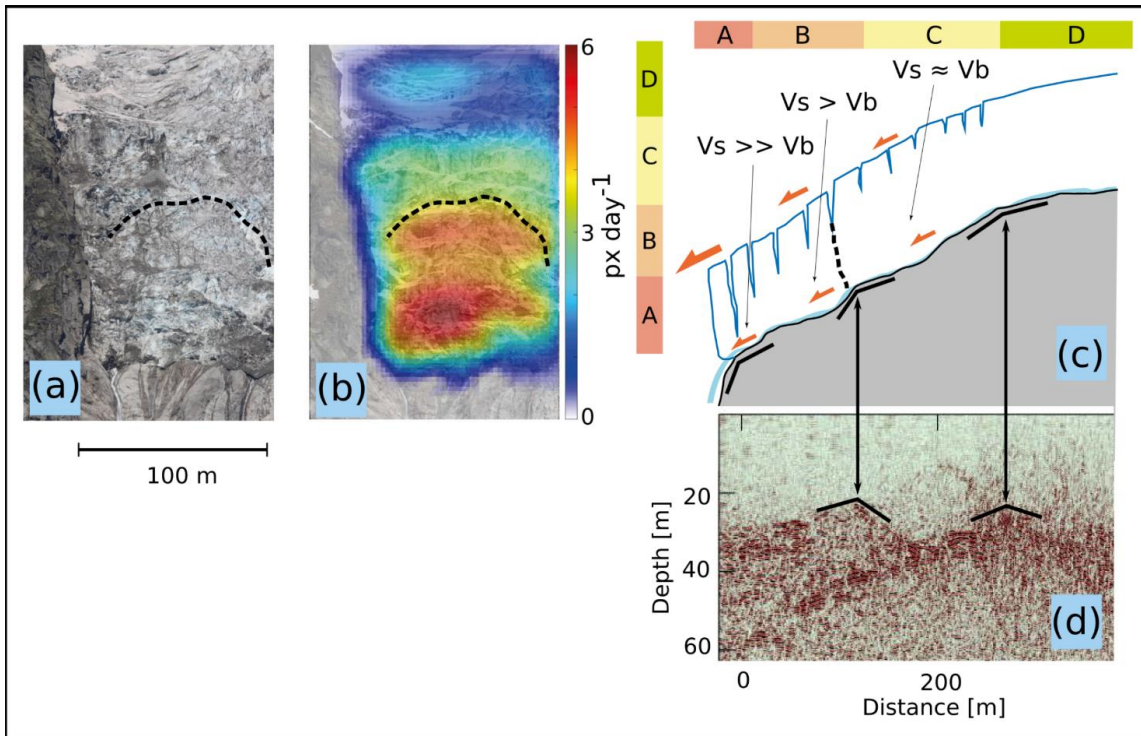 (a)
100 m
(b)
6
3
0
px day-1
D
C
B
A
A B C D
Vs ≈ Vb
Vs > Vb
Vs >> Vb
(c)
20
40
60
Depth [m]
(d)
0 200
Distance [m]